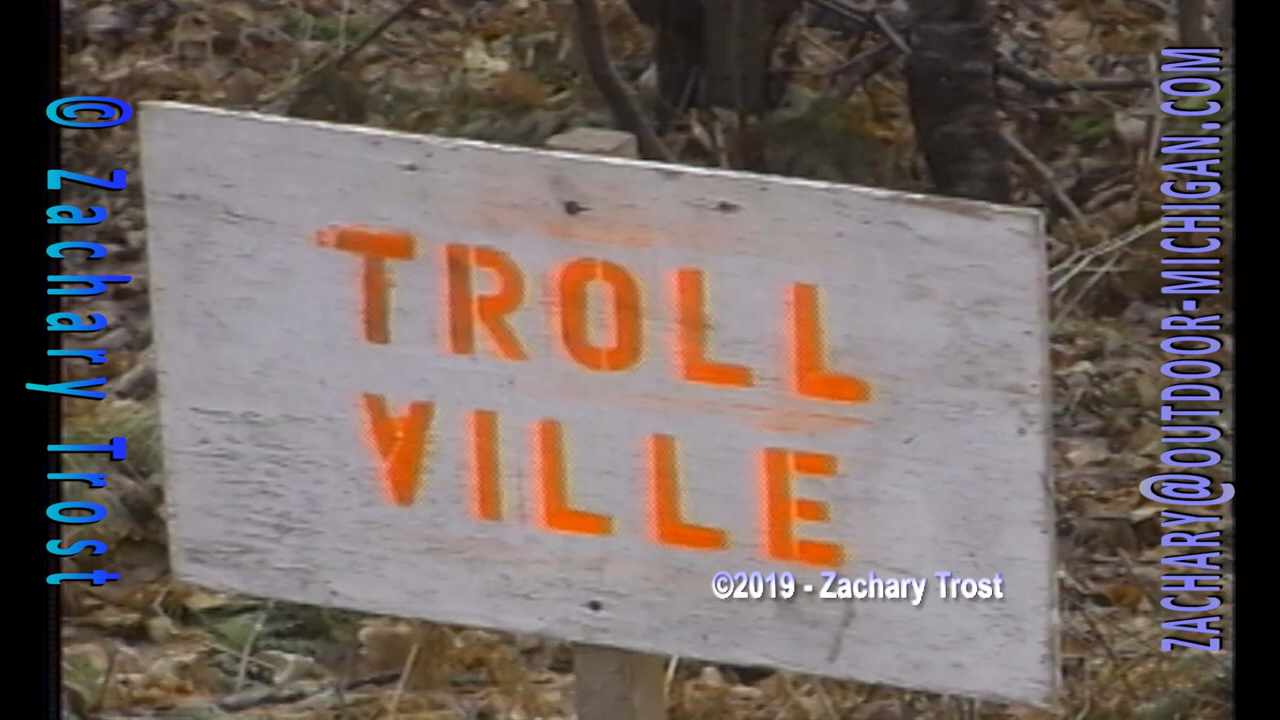 © Zachary Trost
TROLL
VILLE
©2019 - Zachary Trost
ZACHARY@OUTDOOR-MICHIGAN.COM